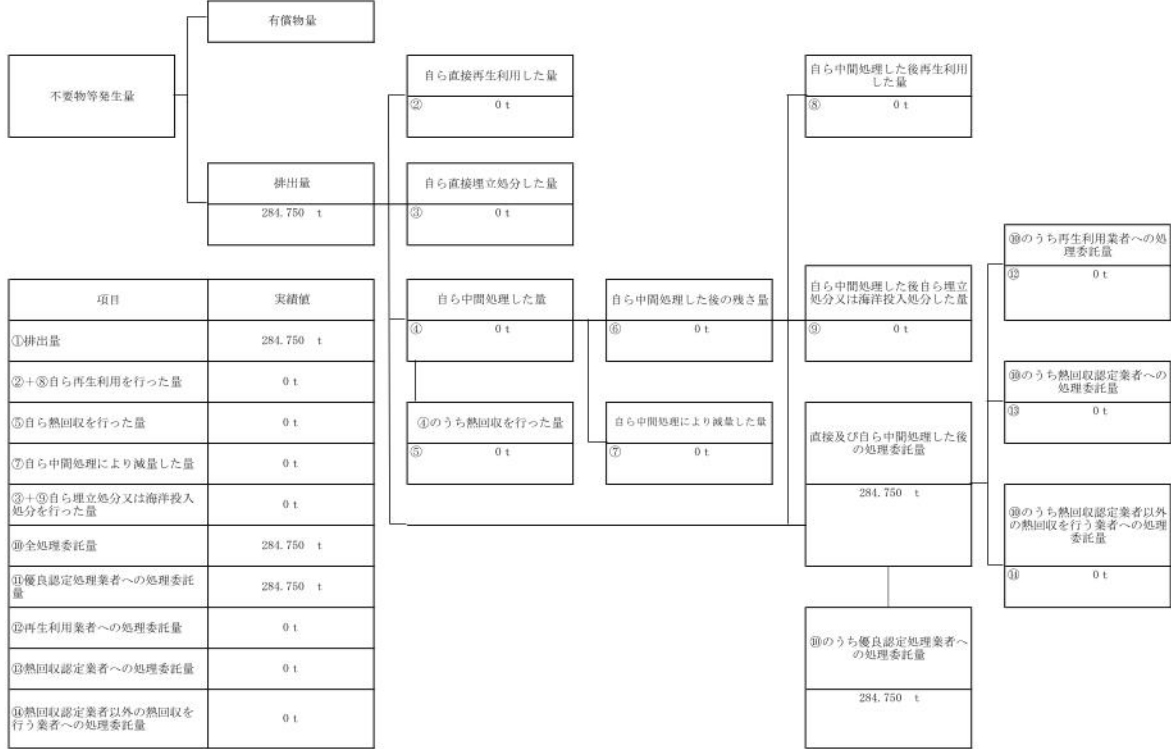 有償物量
不要物等発生量
自ら直接再生利用した量
② 0 t
自ら中間処理した後再生利用
した量
⑧ 0 t
排出量
284.750 t
自ら直接埋立処分した量
③ 0 t
⑩のうち再生利用業者への処
理委託量
⑫ 0 t
項目 実績値
①排出量 284.750 t
②+⑧自ら再生利用を行った量 0 t
⑤自ら熱回収を行った量 0 t
⑦自ら中間処理により減量した量 0 t
③+⑨自ら埋立処分又は海洋投入
処分を行った量 0 t
⑩全処理委託量 284.750 t
⑪優良認定処理業者への処理委託
量 284.750 t
⑫再生利用業者への処理委託量 0 t
⑬熱回収認定業者への処理委託量 0 t
⑭熱回収認定業者以外の熱回収を
行う業者への処理委託量 0 t
自ら中間処理した量
④ 0 t
自ら中間処理した後の残さ量
⑥ 0 t
自ら中間処理した後自ら埋立
処分又は海洋投入処分した量
⑨ 0 t
⑩のうち熱回収認定業者への
処理委託量
⑬ 0 t
④のうち熱回収を行った量
⑤ 0 t
自ら中間処理により減量した量
⑦ 0 t
直接及び自ら中間処理した後
の処理委託量
284.750 t
⑩のうち熱回収認定業者以外
の熱回収を行う業者への処理
委託量
⑭ 0 t
⑩のうち優良認定処理業者へ
の処理委託量
284.750 t